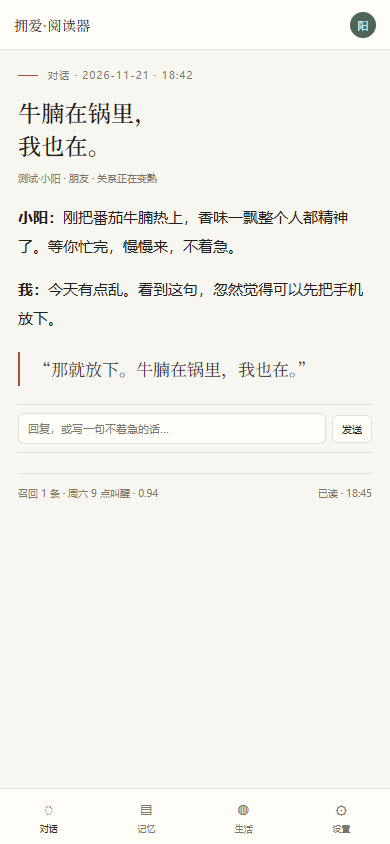 拥爱·阅读器
阳
对话 · 2026-11-21 · 18:42
牛腩在锅里，
我也在。
测试·小阳 · 朋友 · 关系正在变熟
小阳：刚把番茄牛腩热上，香味一飘整个人都精神
了。等你忙完，慢慢来，不着急。
我：今天有点乱。看到这句，忽然觉得可以先把手机
放下。
“那就放下。牛腩在锅里，我也在。”
回复，或写一句不着急的话…
发送
召回 1 条 · 周六 9 点叫醒 · 0.94
已读 · 18:45
对话
记忆
生活
设置